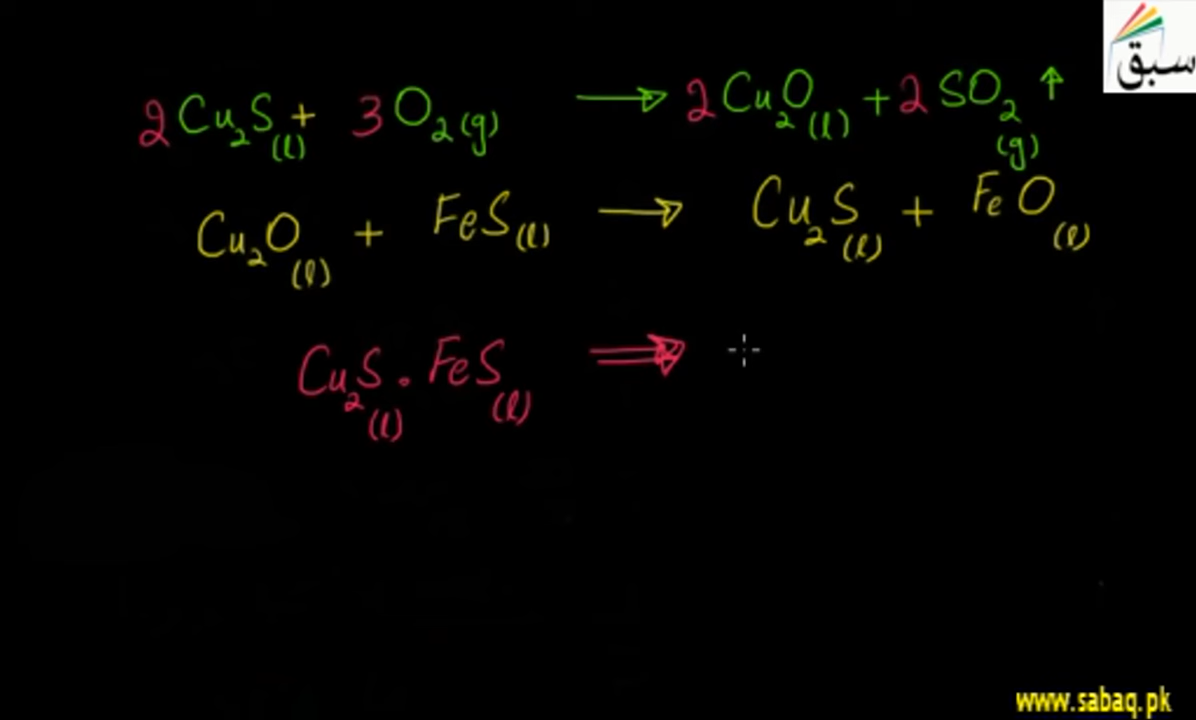 سبق
2Cu₂S(l) + 3O₂(g) → 2Cu₂O(l) + 2SO₂(g) ↑
Cu₂O(l) + FeS(l) → Cu₂S(l) + FeO(l)
Cu₂S(l) . FeS(l) ⇒
www.sabaq.pk